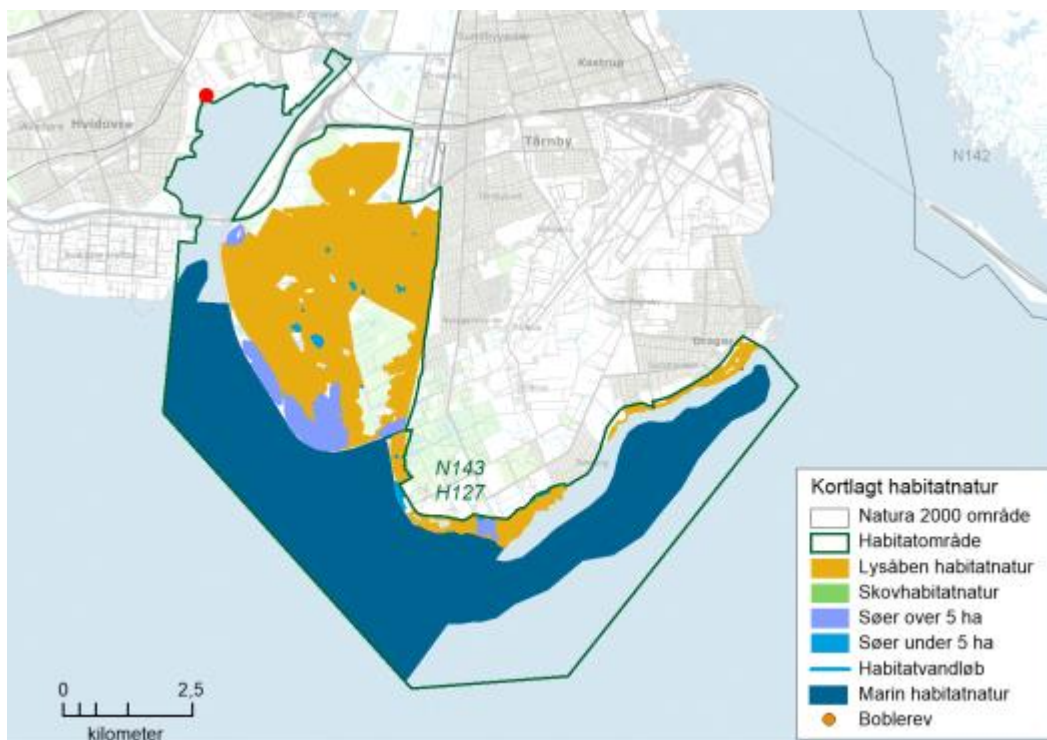 Kastrup
Hvidovre
Tårnby
N142
Dragør
N143
H127
Kortlagt habitatnatur
Natura 2000 område
Habitatområde
Lysåben habitatnatur
Skovhabitatnatur
Søer over 5 ha
Søer under 5 ha
Habitatvandløb
Marin habitatnatur
Boblerev
0 2,5
kilometer